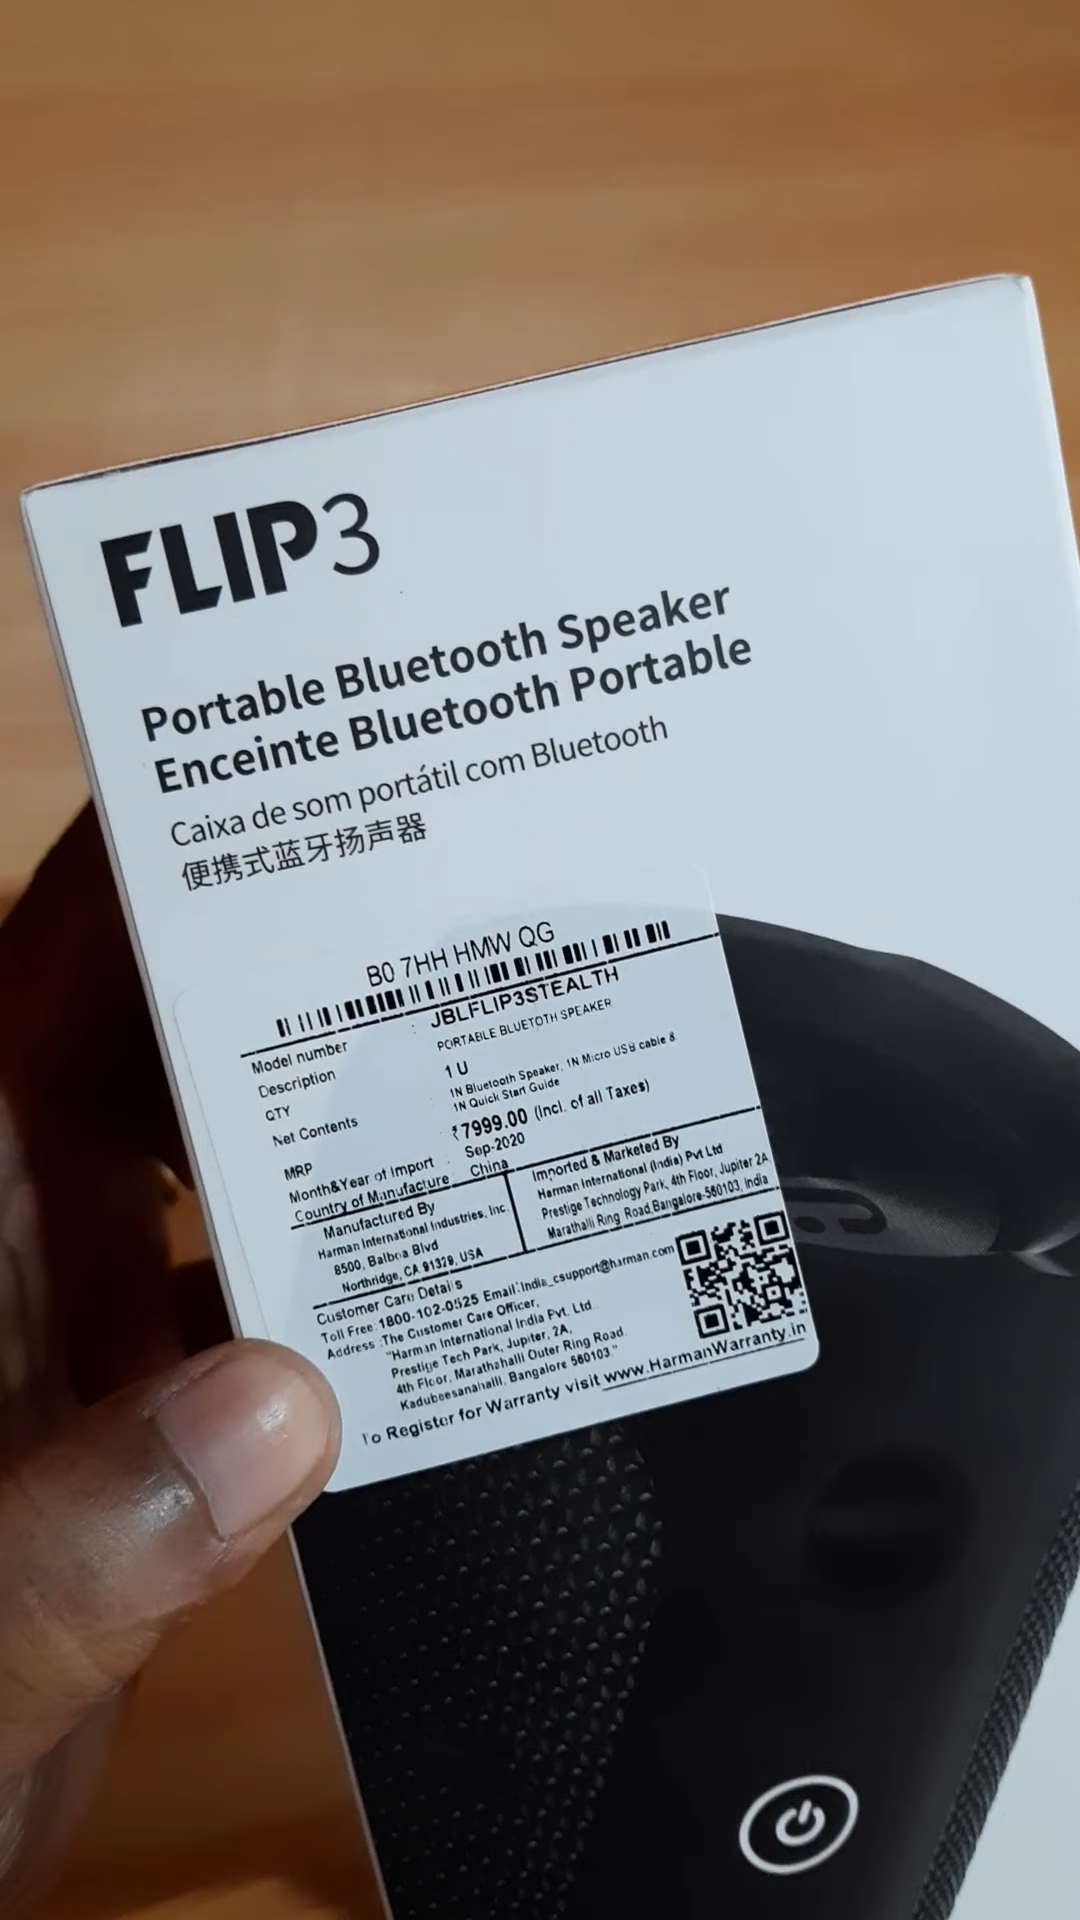 FLIP3
Portable Bluetooth Speaker
Enceinte Bluetooth Portable
Caixa de som portátil com Bluetooth
便携式蓝牙扬声器
B0 7HH HMW QG
Model number : JBLFLIP3STEALTH
Description PORTABLE BLUETOTH SPEAKER
QTY 1 U
Net Contents 1N Bluetooth Speaker, 1N Micro USB cable &
1N Quick Start Guide
MRP ₹7999.00 (Incl. of all Taxes)
Month&Year of Import : Sep-2020
Country of Manufacture : China
Manufactured By
Harman International Industries, Inc.
8500, Balboa Blvd
Northridge, CA 91329, USA
Imported & Marketed By
Harman International (India) Pvt Ltd
Prestige Technology Park, 4th Floor, Jupiter 2A
Marathalli Ring Road,Bangalore-560103, India
Customer Care Details
Toll Free:1800-102-0525 Email:India_csupport@harman.com
Address :The Customer Care Officer,
"Harman International India Pvt. Ltd
Prestige Tech Park, Jupiter, 2A,
4th Floor, Marathahalli Outer Ring Road,
Kadubeesanahalli, Bangalore 560103."
To Register for Warranty visit www.HarmanWarranty.in